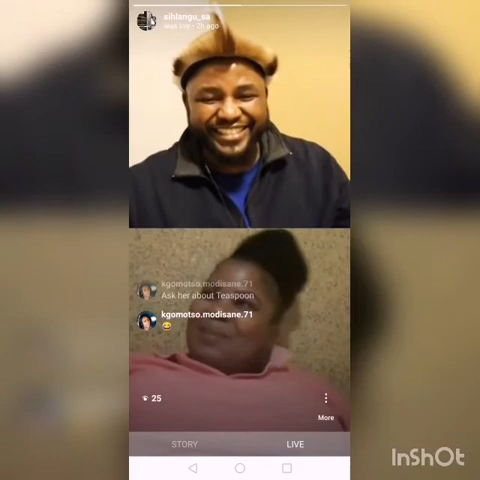 sihlangu_sa
was live • 2h ago
kgomotso.modisane.71
Ask her about Teaspoon
kgomotso.modisane.71
😂
25
More
STORY
LIVE
InShOt